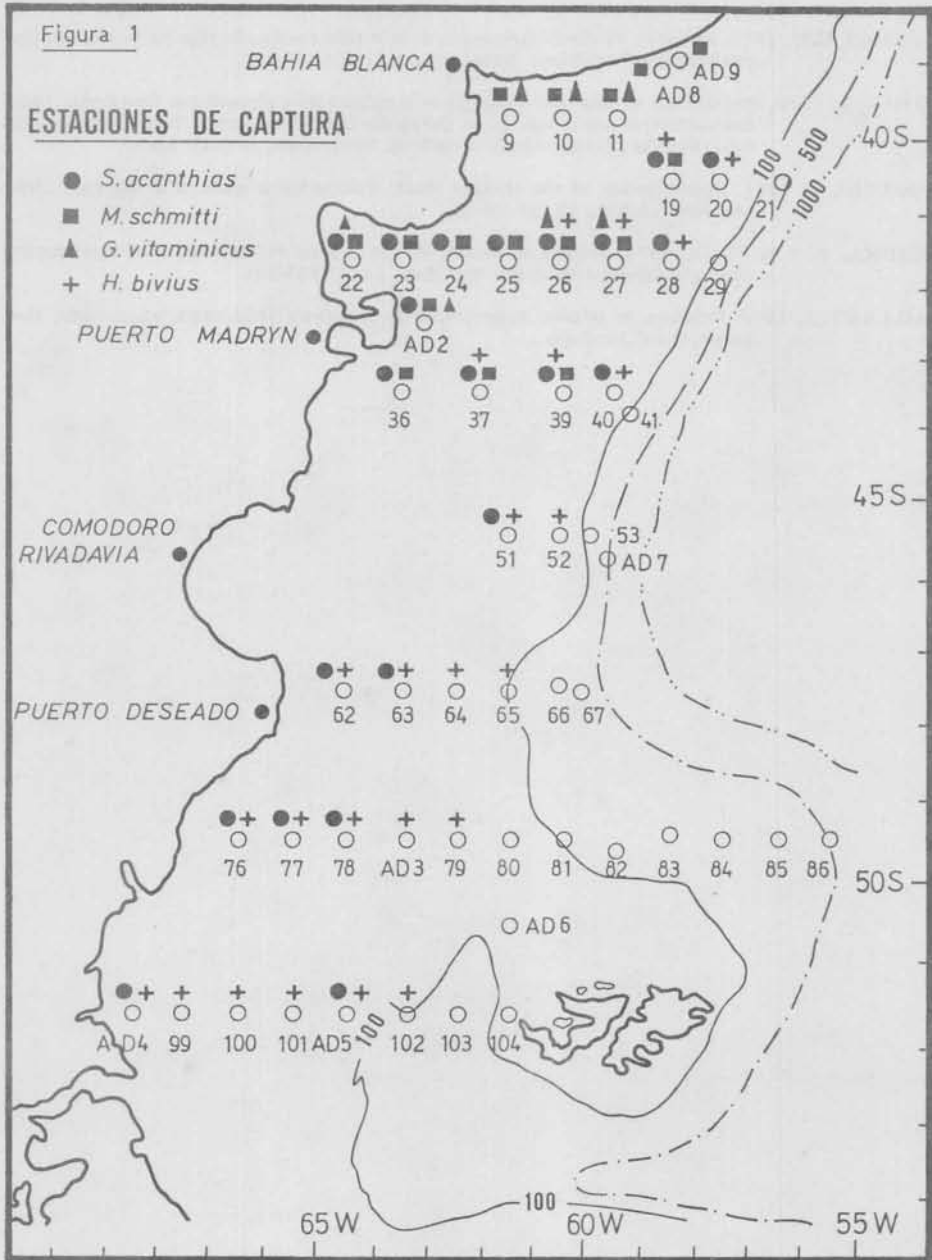 Figura 1
BAHIA BLANCA
AD9
AD8
ESTACIONES DE CAPTURA
9 10 11
100
500
1000
40S
S. acanthias
M. schmitti
G. vitaminicus
H. bivius
19 20 21
22 23 24 25 26 27 28 29
PUERTO MADRYN
AD2
36 37 39 40 41
45S
COMODORO
RIVADAVIA
51 52 53
AD7
PUERTO DESEADO
62 63 64 65 66 67
76 77 78 AD3 79 80 81 82 83 84 85 86
50S
AD6
100
AD4 99 100 101 AD5 102 103 104
100
65W 60W 55W